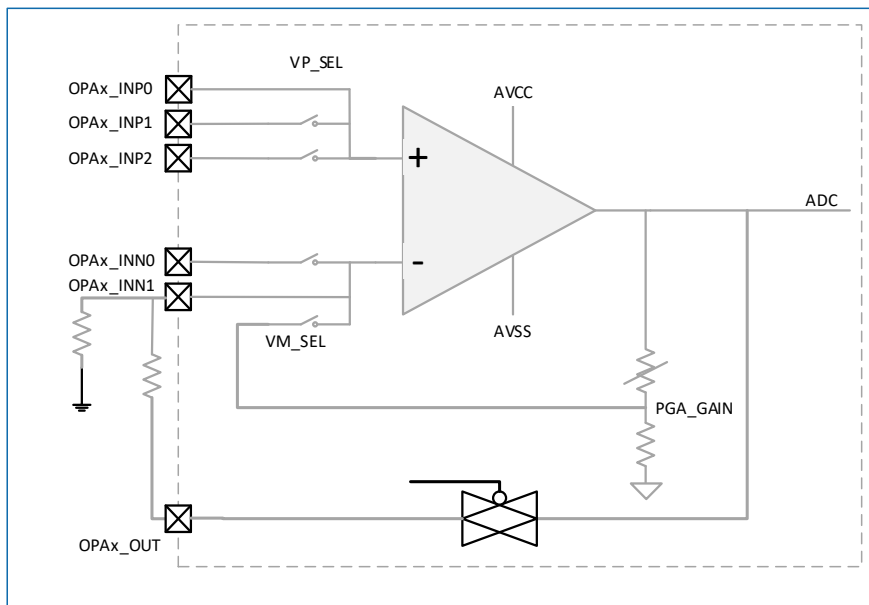 VP_SEL
OPAx_INP0
AVCC
OPAx_INP1
OPAx_INP2
+
ADC
OPAx_INN0
-
OPAx_INN1
AVSS
VM_SEL
PGA_GAIN
OPAx_OUT